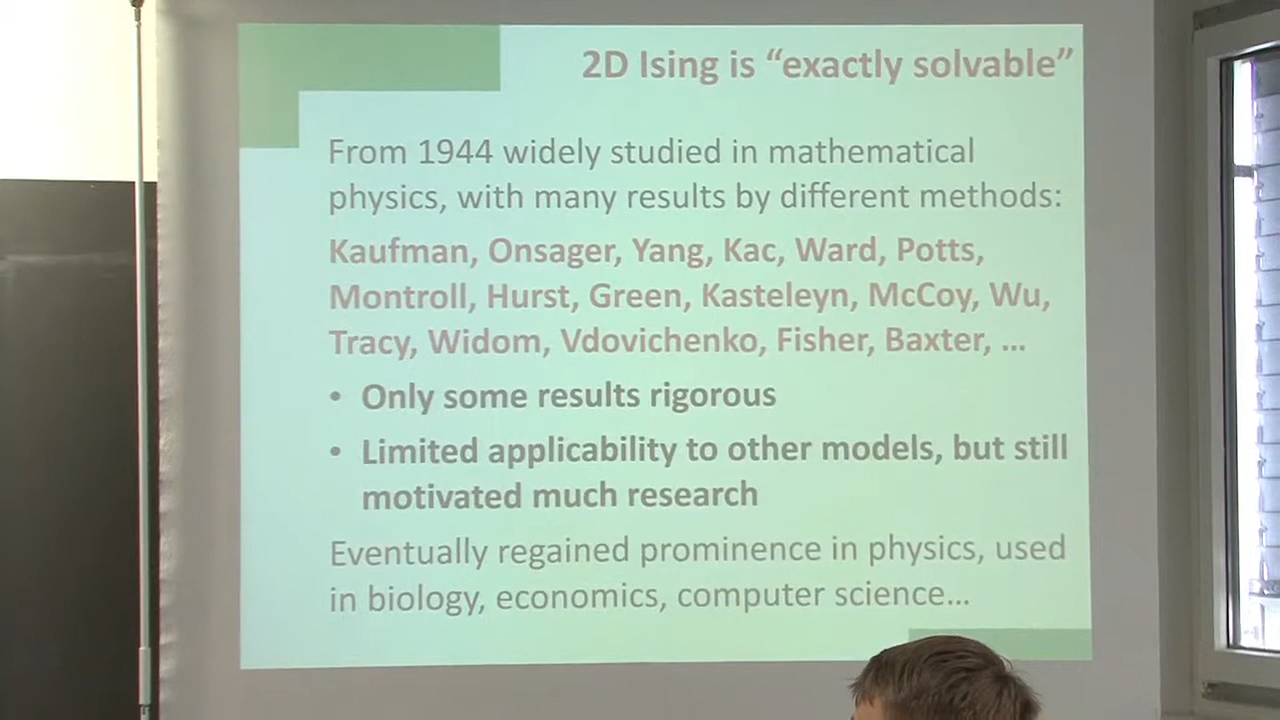 2D Ising is “exactly solvable”
From 1944 widely studied in mathematical
physics, with many results by different methods:
Kaufman, Onsager, Yang, Kac, Ward, Potts,
Montroll, Hurst, Green, Kasteleyn, McCoy, Wu,
Tracy, Widom, Vdovichenko, Fisher, Baxter, …
• Only some results rigorous
• Limited applicability to other models, but still
motivated much research
Eventually regained prominence in physics, used
in biology, economics, computer science…